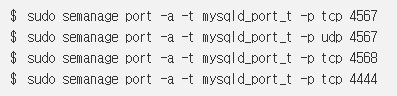 $ sudo semanage port -a -t mysqld_port_t -p tcp 4567
$ sudo semanage port -a -t mysqld_port_t -p udp 4567
$ sudo semanage port -a -t mysqld_port_t -p tcp 4568
$ sudo semanage port -a -t mysqld_port_t -p tcp 4444